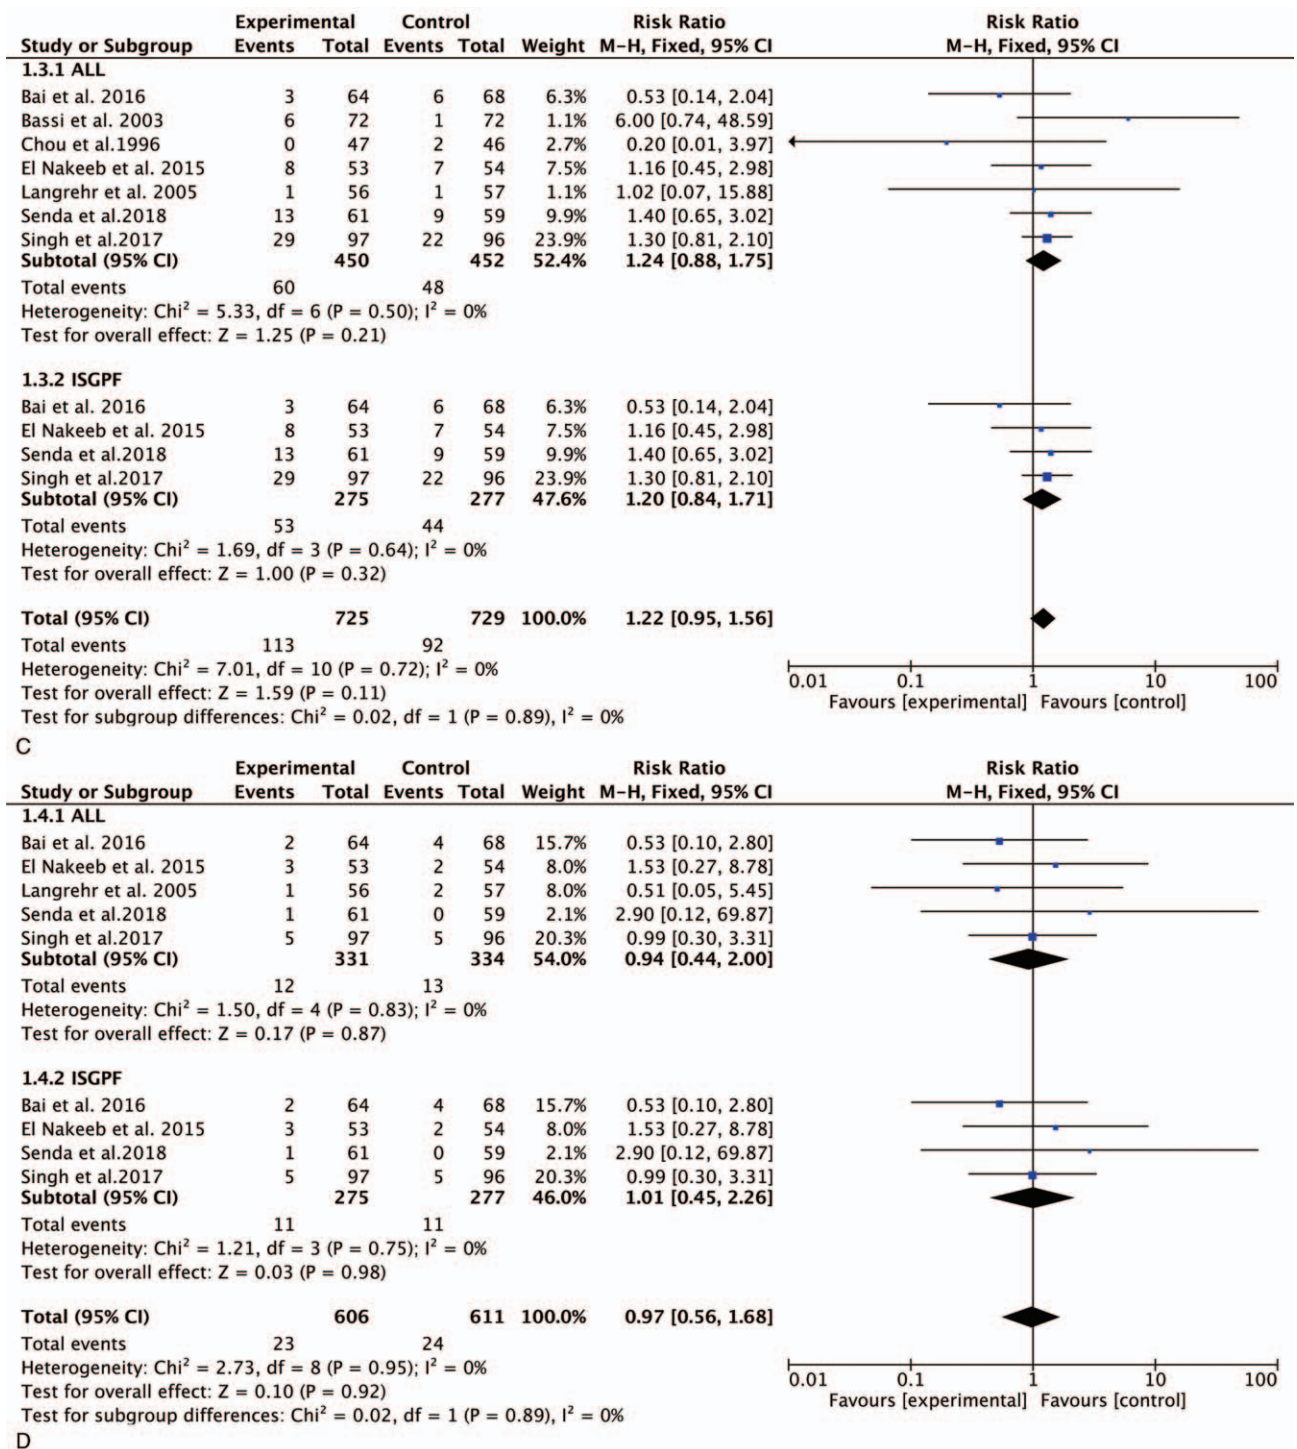 Experimental Control Risk Ratio Risk Ratio
Study or Subgroup Events Total Events Total Weight M-H, Fixed, 95% CI M-H, Fixed, 95% CI
1.3.1 ALL
Bai et al. 2016 3 64 6 68 6.3% 0.53 [0.14, 2.04]
Bassi et al. 2003 6 72 1 72 1.1% 6.00 [0.74, 48.59]
Chou et al.1996 0 47 2 46 2.7% 0.20 [0.01, 3.97]
El Nakeeb et al. 2015 8 53 7 54 7.5% 1.16 [0.45, 2.98]
Langrehr et al. 2005 1 56 1 57 1.1% 1.02 [0.07, 15.88]
Senda et al.2018 13 61 9 59 9.9% 1.40 [0.65, 3.02]
Singh et al.2017 29 97 22 96 23.9% 1.30 [0.81, 2.10]
Subtotal (95% CI) 450 452 52.4% 1.24 [0.88, 1.75]
Total events 60 48
Heterogeneity: Chi² = 5.33, df = 6 (P = 0.50); I² = 0%
Test for overall effect: Z = 1.25 (P = 0.21)
1.3.2 ISGPF
Bai et al. 2016 3 64 6 68 6.3% 0.53 [0.14, 2.04]
El Nakeeb et al. 2015 8 53 7 54 7.5% 1.16 [0.45, 2.98]
Senda et al.2018 13 61 9 59 9.9% 1.40 [0.65, 3.02]
Singh et al.2017 29 97 22 96 23.9% 1.30 [0.81, 2.10]
Subtotal (95% CI) 275 277 47.6% 1.20 [0.84, 1.71]
Total events 53 44
Heterogeneity: Chi² = 1.69, df = 3 (P = 0.64); I² = 0%
Test for overall effect: Z = 1.00 (P = 0.32)
Total (95% CI) 725 729 100.0% 1.22 [0.95, 1.56]
Total events 113 92
Heterogeneity: Chi² = 7.01, df = 10 (P = 0.72); I² = 0%
Test for overall effect: Z = 1.59 (P = 0.11)
Test for subgroup differences: Chi² = 0.02, df = 1 (P = 0.89), I² = 0%
0.01 0.1 1 10 100
Favours [experimental] Favours [control]
C
Experimental Control Risk Ratio Risk Ratio
Study or Subgroup Events Total Events Total Weight M-H, Fixed, 95% CI M-H, Fixed, 95% CI
1.4.1 ALL
Bai et al. 2016 2 64 4 68 15.7% 0.53 [0.10, 2.80]
El Nakeeb et al. 2015 3 53 2 54 8.0% 1.53 [0.27, 8.78]
Langrehr et al. 2005 1 56 2 57 8.0% 0.51 [0.05, 5.45]
Senda et al.2018 1 61 0 59 2.1% 2.90 [0.12, 69.87]
Singh et al.2017 5 97 5 96 20.3% 0.99 [0.30, 3.31]
Subtotal (95% CI) 331 334 54.0% 0.94 [0.44, 2.00]
Total events 12 13
Heterogeneity: Chi² = 1.50, df = 4 (P = 0.83); I² = 0%
Test for overall effect: Z = 0.17 (P = 0.87)
1.4.2 ISGPF
Bai et al. 2016 2 64 4 68 15.7% 0.53 [0.10, 2.80]
El Nakeeb et al. 2015 3 53 2 54 8.0% 1.53 [0.27, 8.78]
Senda et al.2018 1 61 0 59 2.1% 2.90 [0.12, 69.87]
Singh et al.2017 5 97 5 96 20.3% 0.99 [0.30, 3.31]
Subtotal (95% CI) 275 277 46.0% 1.01 [0.45, 2.26]
Total events 11 11
Heterogeneity: Chi² = 1.21, df = 3 (P = 0.75); I² = 0%
Test for overall effect: Z = 0.03 (P = 0.98)
Total (95% CI) 606 611 100.0% 0.97 [0.56, 1.68]
Total events 23 24
Heterogeneity: Chi² = 2.73, df = 8 (P = 0.95); I² = 0%
Test for overall effect: Z = 0.10 (P = 0.92)
Test for subgroup differences: Chi² = 0.02, df = 1 (P = 0.89), I² = 0%
0.01 0.1 1 10 100
Favours [experimental] Favours [control]
D